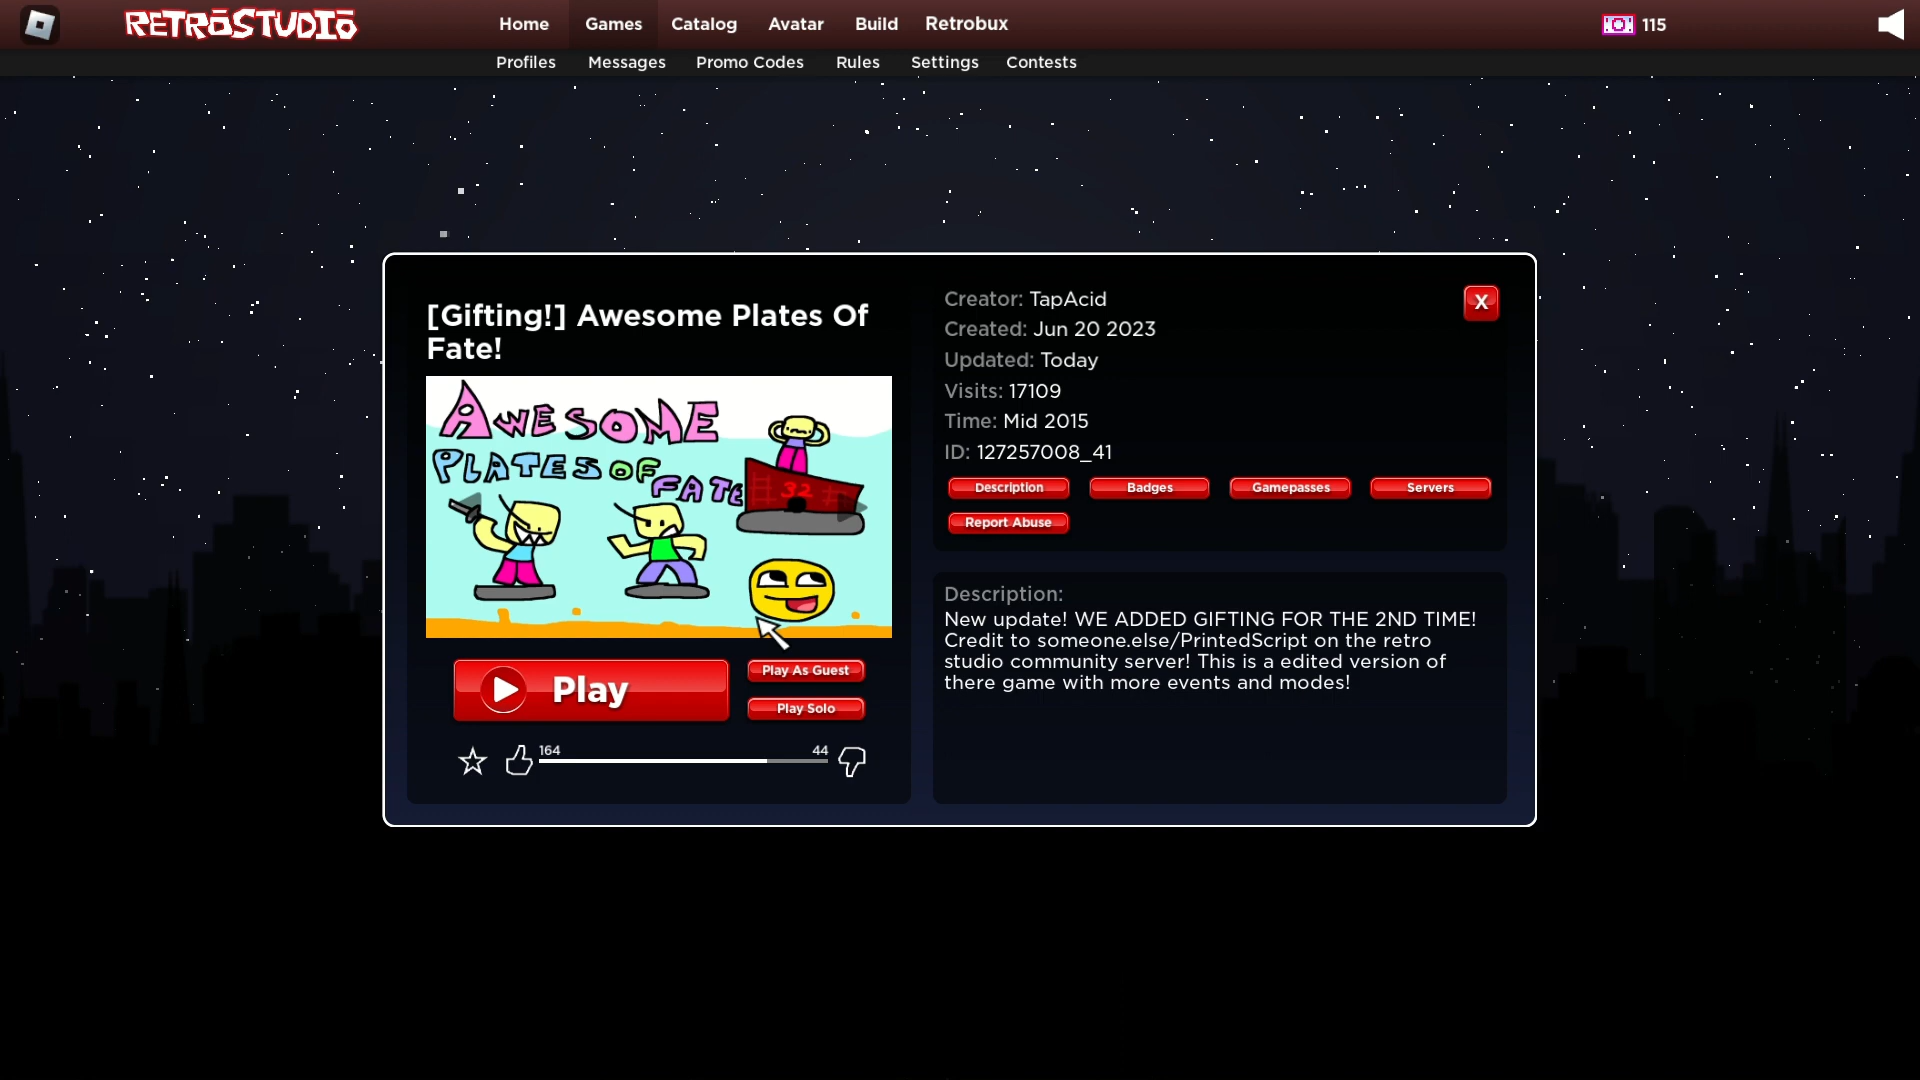 RETRŌSTUDIŌ
Home Games Catalog Avatar Build Retrobux
115
Profiles Messages Promo Codes Rules Settings Contests
[Gifting!] Awesome Plates Of
Fate!
AWESOME
PLATES OF
FATE
32
Play
Play As Guest
Play Solo
164
44
Creator: TapAcid
X
Created: Jun 20 2023
Updated: Today
Visits: 17109
Time: Mid 2015
ID: 127257008_41
Description Badges Gamepasses Servers
Report Abuse
Description:
New update! WE ADDED GIFTING FOR THE 2ND TIME!
Credit to someone.else/PrintedScript on the retro
studio community server! This is a edited version of
there game with more events and modes!